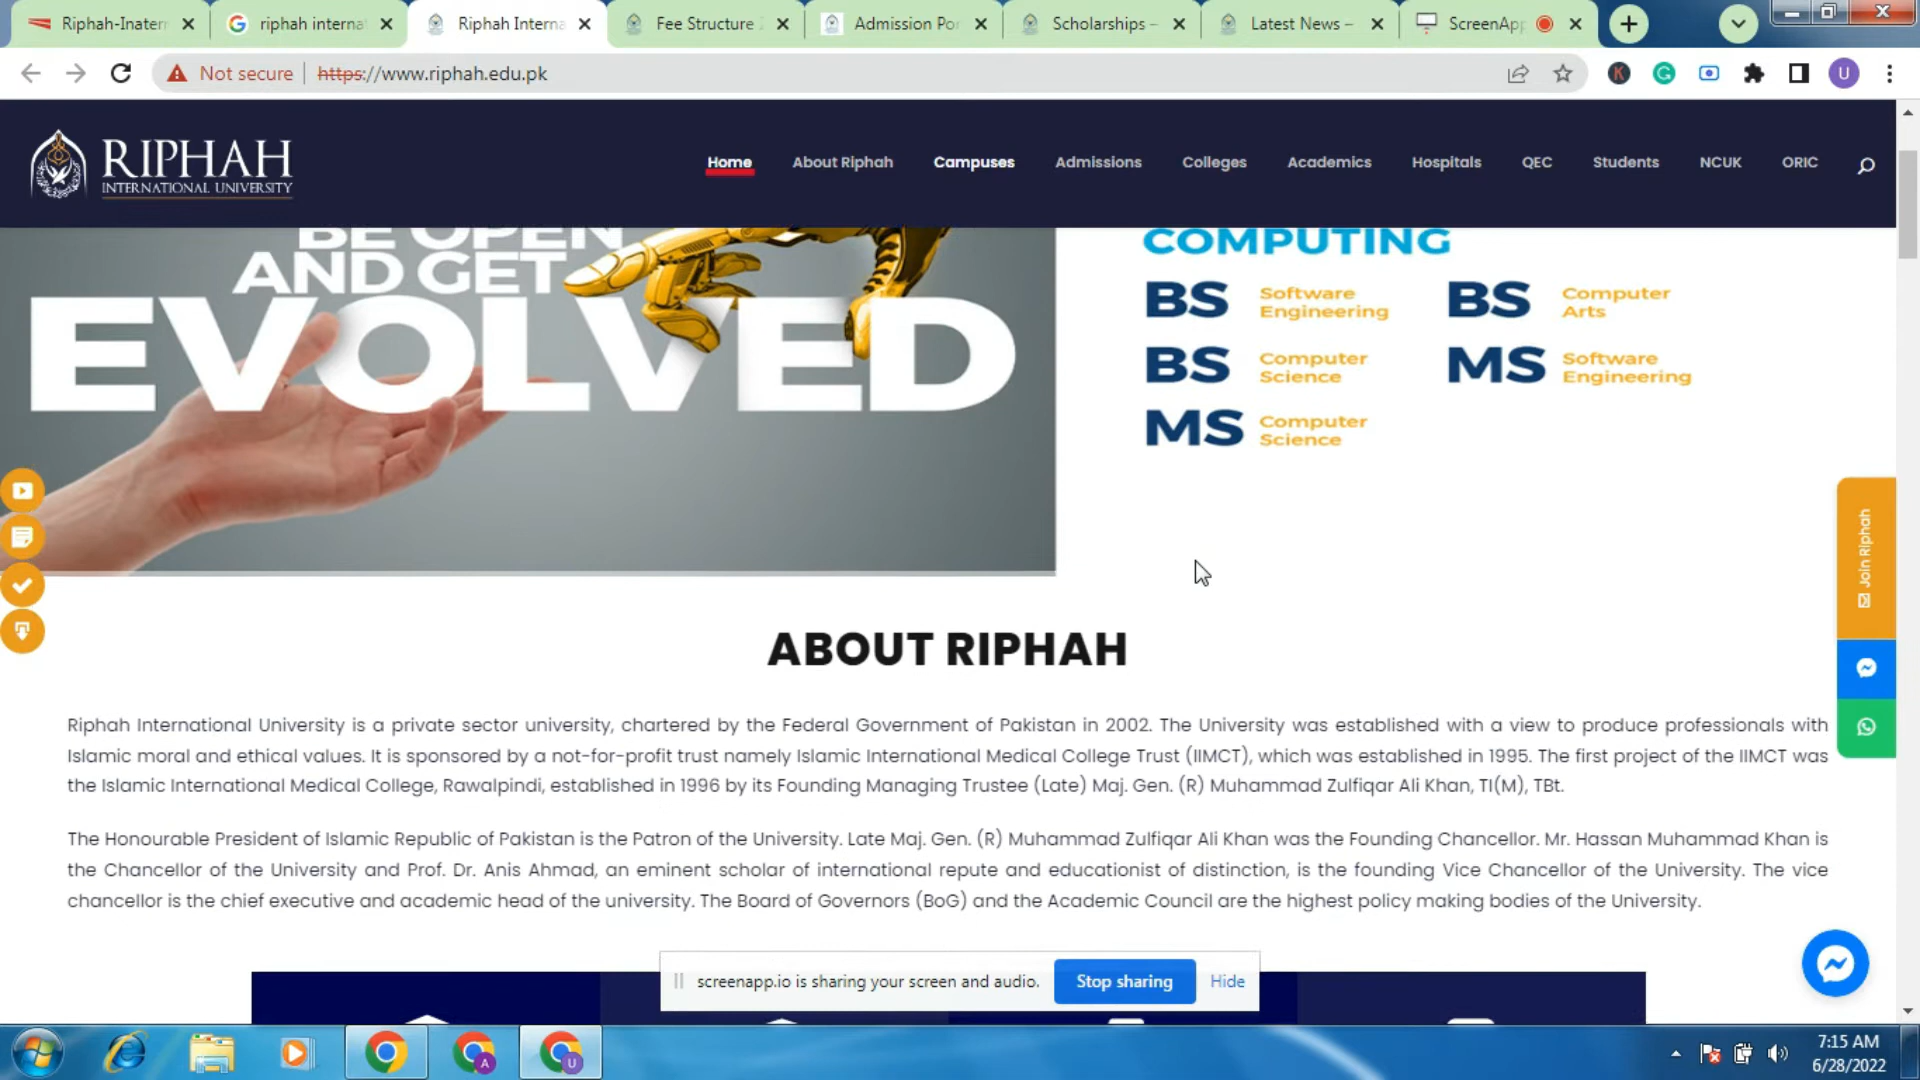 Riphah-Inatern
riphah internat
Riphah Interna
Fee Structure 2
Admission Por
Scholarships –
Latest News –
ScreenApp
Not secure
https://www.riphah.edu.pk
U
RIPHAH
INTERNATIONAL UNIVERSITY
Home
About Riphah
Campuses
Admissions
Colleges
Academics
Hospitals
QEC
Students
NCUK
ORIC
BE OPEN
AND GET
EVOLVED
COMPUTING
BS Software Engineering
BS Computer Arts
BS Computer Science
MS Software Engineering
MS Computer Science
Join Riphah
ABOUT RIPHAH
Riphah International University is a private sector university, chartered by the Federal Government of Pakistan in 2002. The University was established with a view to produce professionals with
Islamic moral and ethical values. It is sponsored by a not-for-profit trust namely Islamic International Medical College Trust (IIMCT), which was established in 1995. The first project of the IIMCT was
the Islamic International Medical College, Rawalpindi, established in 1996 by its Founding Managing Trustee (Late) Maj. Gen. (R) Muhammad Zulfiqar Ali Khan, TI(M), TBt.
The Honourable President of Islamic Republic of Pakistan is the Patron of the University. Late Maj. Gen. (R) Muhammad Zulfiqar Ali Khan was the Founding Chancellor. Mr. Hassan Muhammad Khan is
the Chancellor of the University and Prof. Dr. Anis Ahmad, an eminent scholar of international repute and educationist of distinction, is the founding Vice Chancellor of the University. The vice
chancellor is the chief executive and academic head of the university. The Board of Governors (BoG) and the Academic Council are the highest policy making bodies of the University.
screenapp.io is sharing your screen and audio.
Stop sharing
Hide
A
U
7:15 AM
6/28/2022